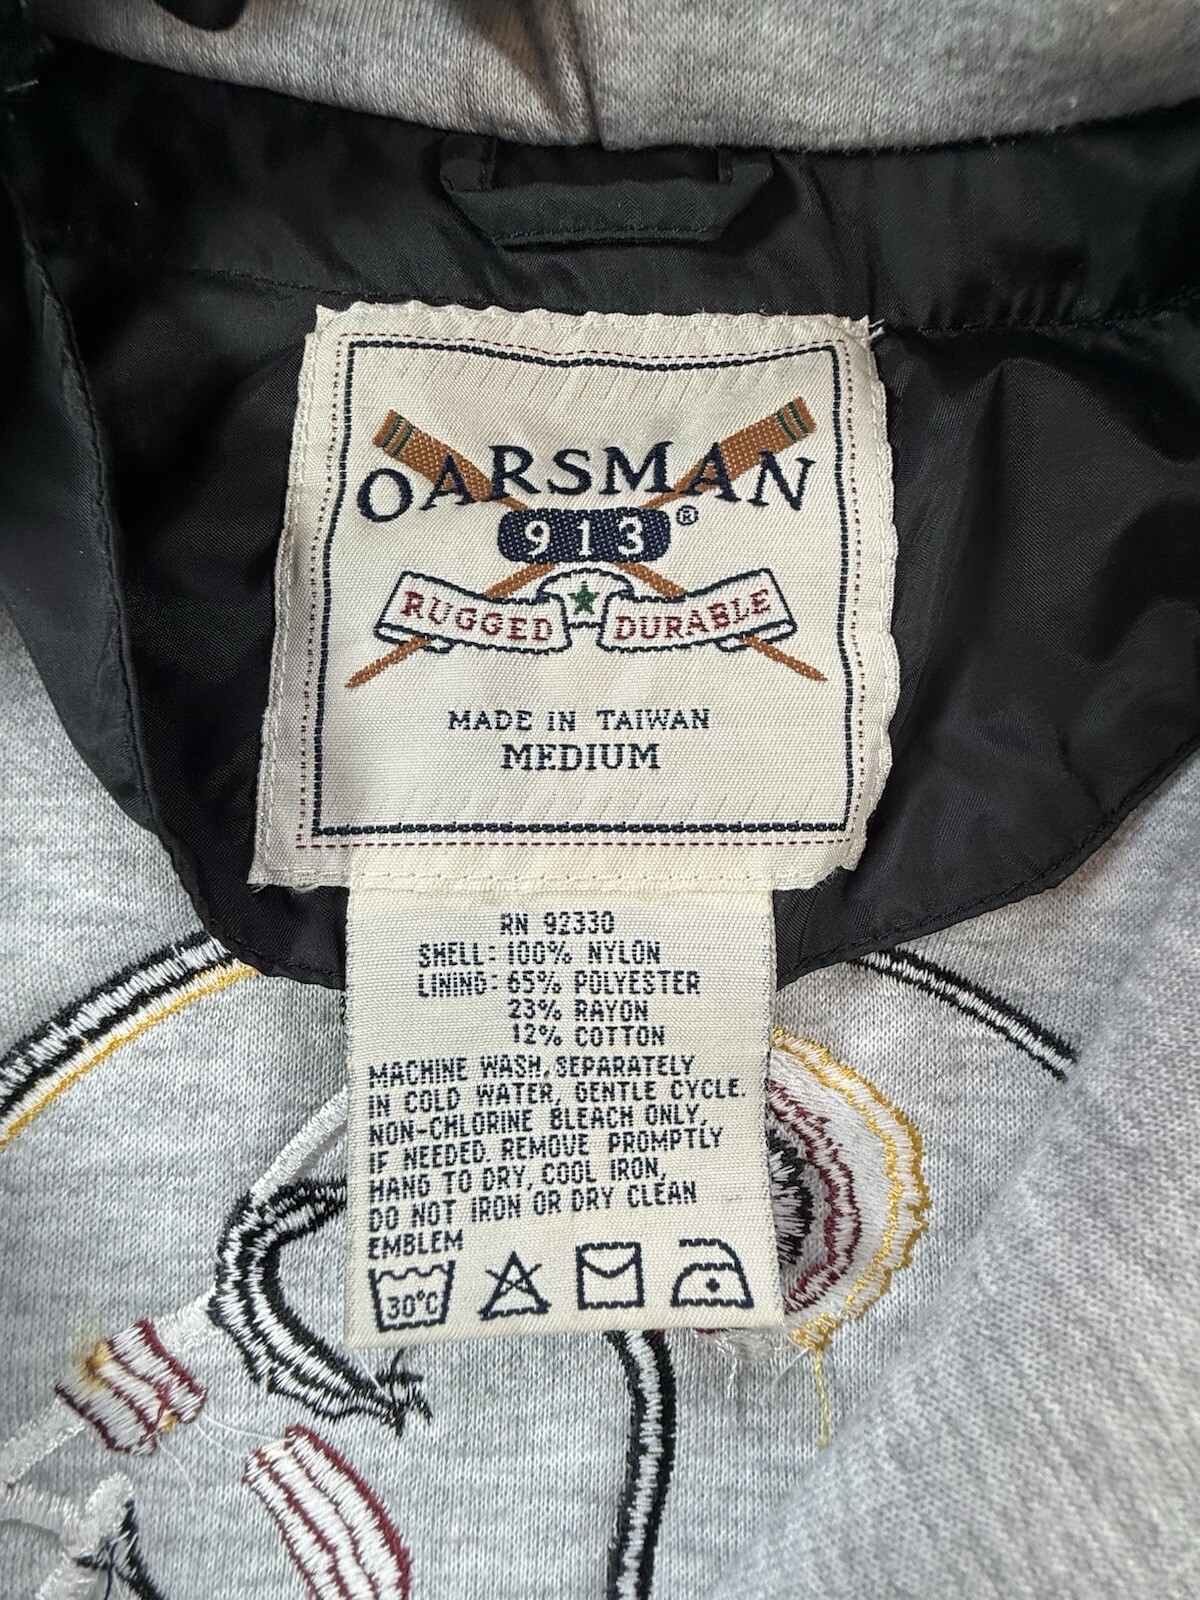 OARSMAN
913®
RUGGED DURABLE
MADE IN TAIWAN
MEDIUM
RN 92330
SHELL: 100% NYLON
LINING: 65% POLYESTER
23% RAYON
12% COTTON
MACHINE WASH, SEPARATELY
IN COLD WATER, GENTLE CYCLE.
NON-CHLORINE BLEACH ONLY,
IF NEEDED. REMOVE PROMPTLY
HANG TO DRY, COOL IRON,
DO NOT IRON OR DRY CLEAN
EMBLEM
30°C